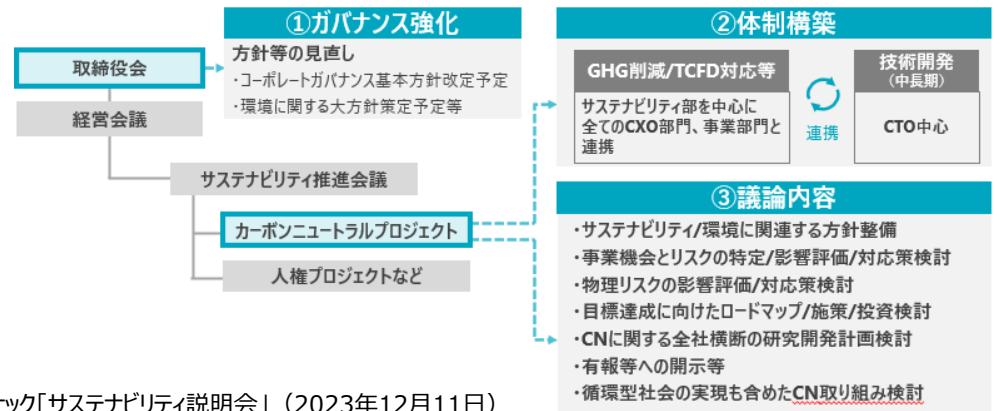 ①ガバナンス強化
方針等の見直し
・コーポレートガバナンス基本方針改定予定
・環境に関する大方針策定予定等
取締役会
経営会議
サステナビリティ推進会議
カーボンニュートラルプロジェクト
人権プロジェクトなど
②体制構築
GHG削減/TCFD対応等
サステナビリティ部を中心に
全てのCXO部門、事業部門と
連携
連携
技術開発
（中長期）
CTO中心
③議論内容
・サステナビリティ/環境に関連する方針整備
・事業機会とリスクの特定/影響評価/対応策検討
・物理リスクの影響評価/対応策検討
・目標達成に向けたロードマップ/施策/投資検討
・CNに関する全社横断の研究開発計画検討
・有報等への開示等
・循環型社会の実現も含めたCN取り組み検討
ック「サステナビリティ説明会」（2023年12月11日）